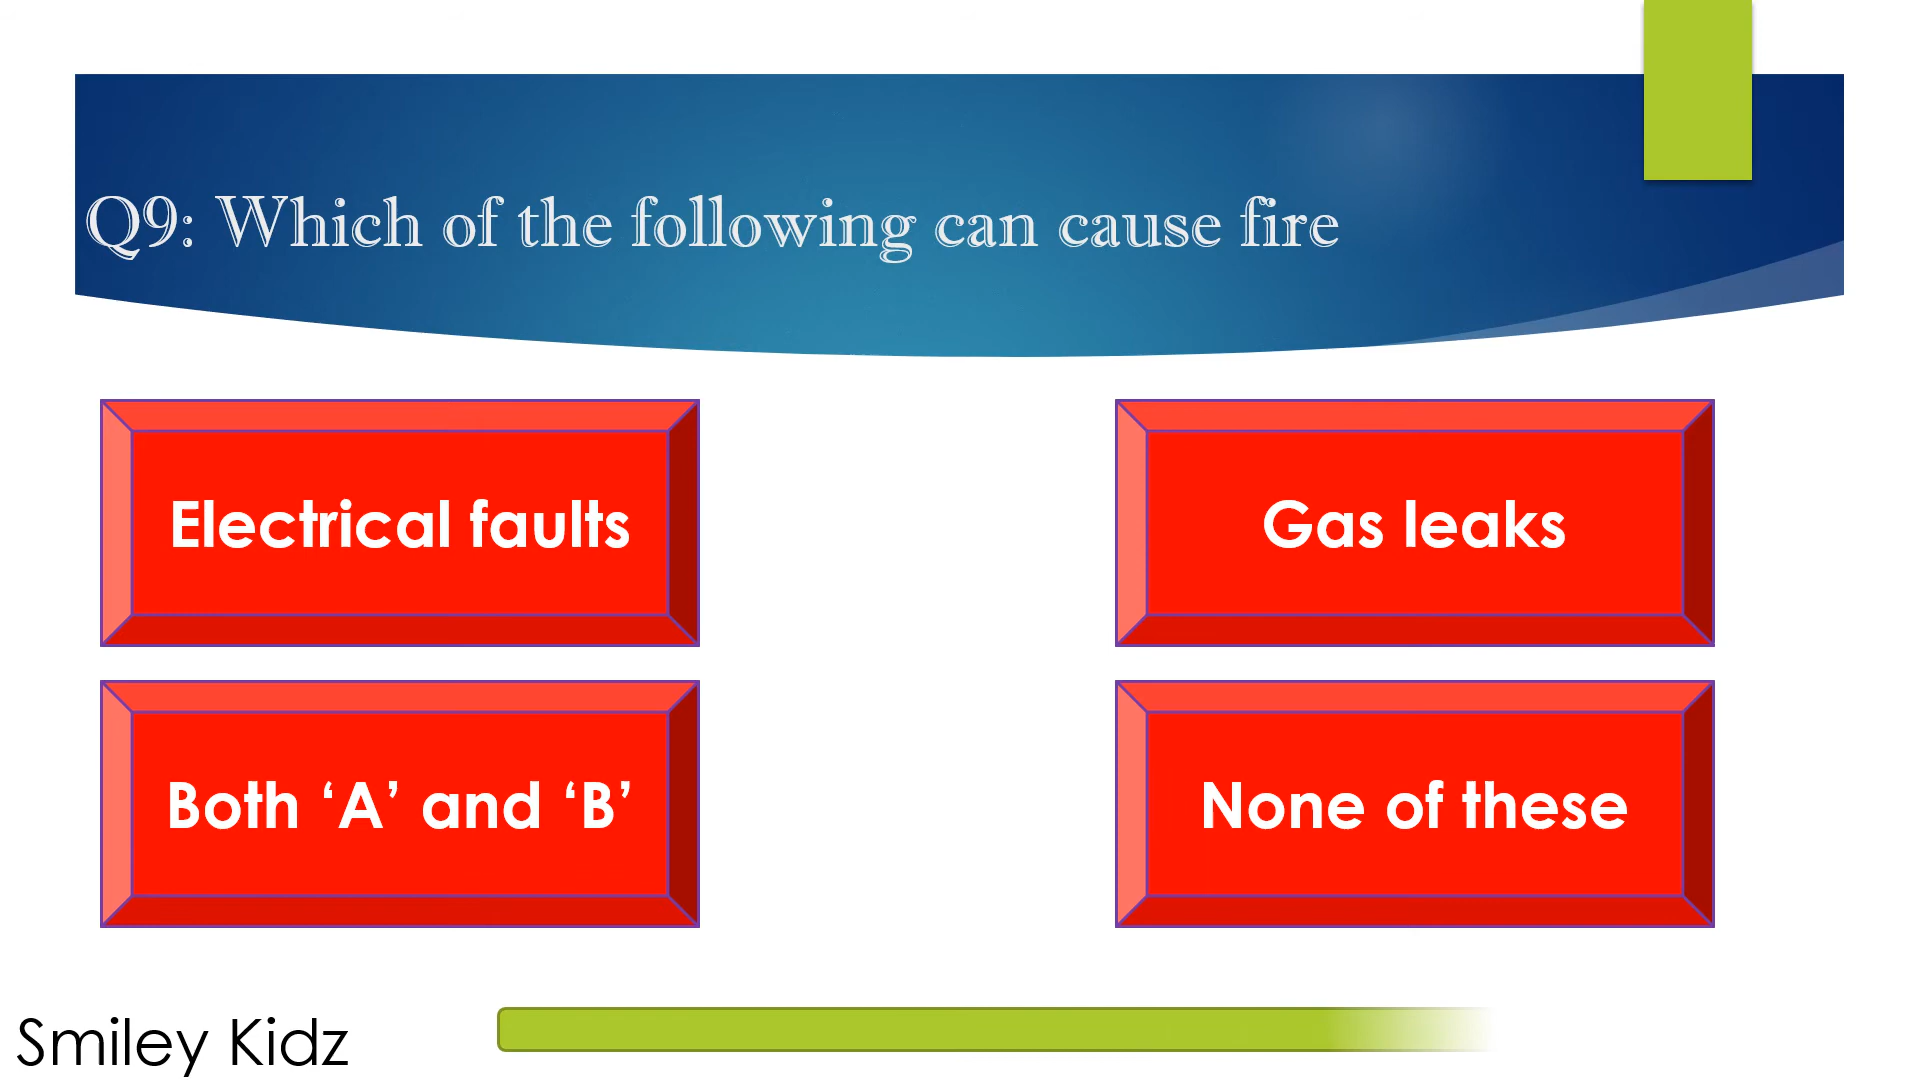 Q9: Which of the following can cause fire
Electrical faults
Gas leaks
Both ‘A’ and ‘B’
None of these
Smiley Kidz